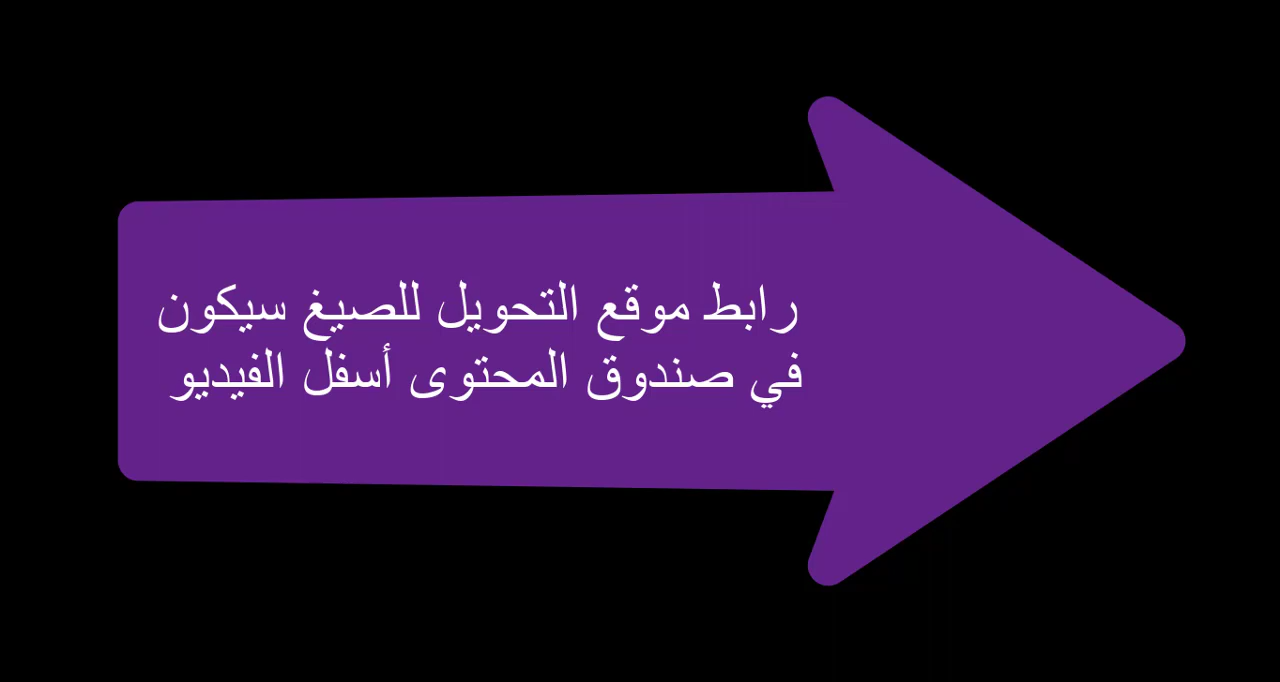 رابط موقع التحويل للصيغ سيكون
في صندوق المحتوى أسفل الفيديو